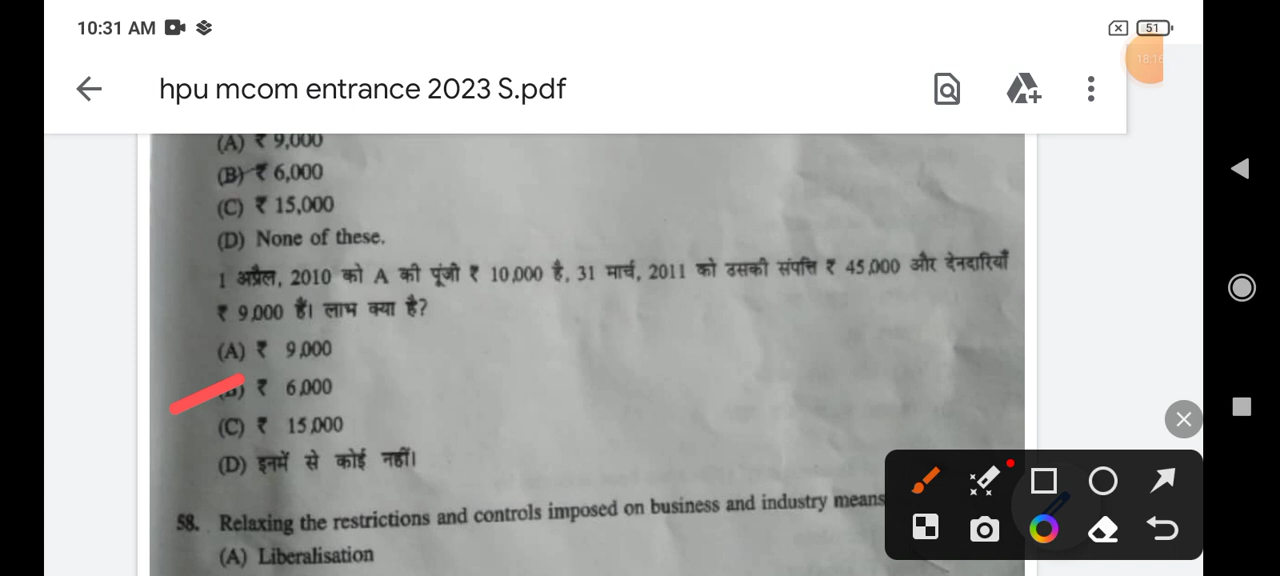 10:31 AM
51
18:16
hpu mcom entrance 2023 S.pdf
(A) ₹ 9,000
(B) ₹ 6,000
(C) ₹ 15,000
(D) None of these.
1 अप्रैल, 2010 को A की पूंजी ₹ 10,000 है, 31 मार्च, 2011 को उसकी संपत्ति ₹ 45,000 और देनदारियाँ
₹ 9,000 हैं। लाभ क्या है?
(A) ₹ 9,000
(B) ₹ 6,000
(C) ₹ 15,000
(D) इनमें से कोई नहीं।
58. Relaxing the restrictions and controls imposed on business and industry means
(A) Liberalisation